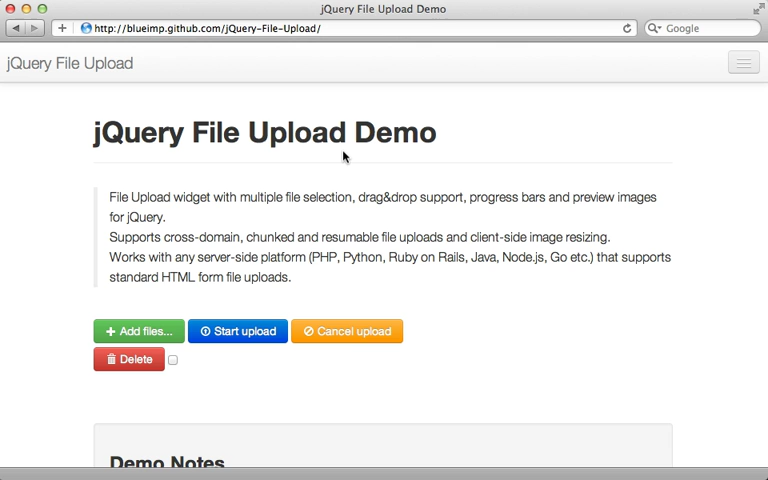 jQuery File Upload Demo
http://blueimp.github.com/jQuery-File-Upload/
Google
jQuery File Upload
jQuery File Upload Demo
File Upload widget with multiple file selection, drag&drop support, progress bars and preview images
for jQuery.
Supports cross-domain, chunked and resumable file uploads and client-side image resizing.
Works with any server-side platform (PHP, Python, Ruby on Rails, Java, Node.js, Go etc.) that supports
standard HTML form file uploads.
Add files... Start upload Cancel upload
Delete
Demo Notes